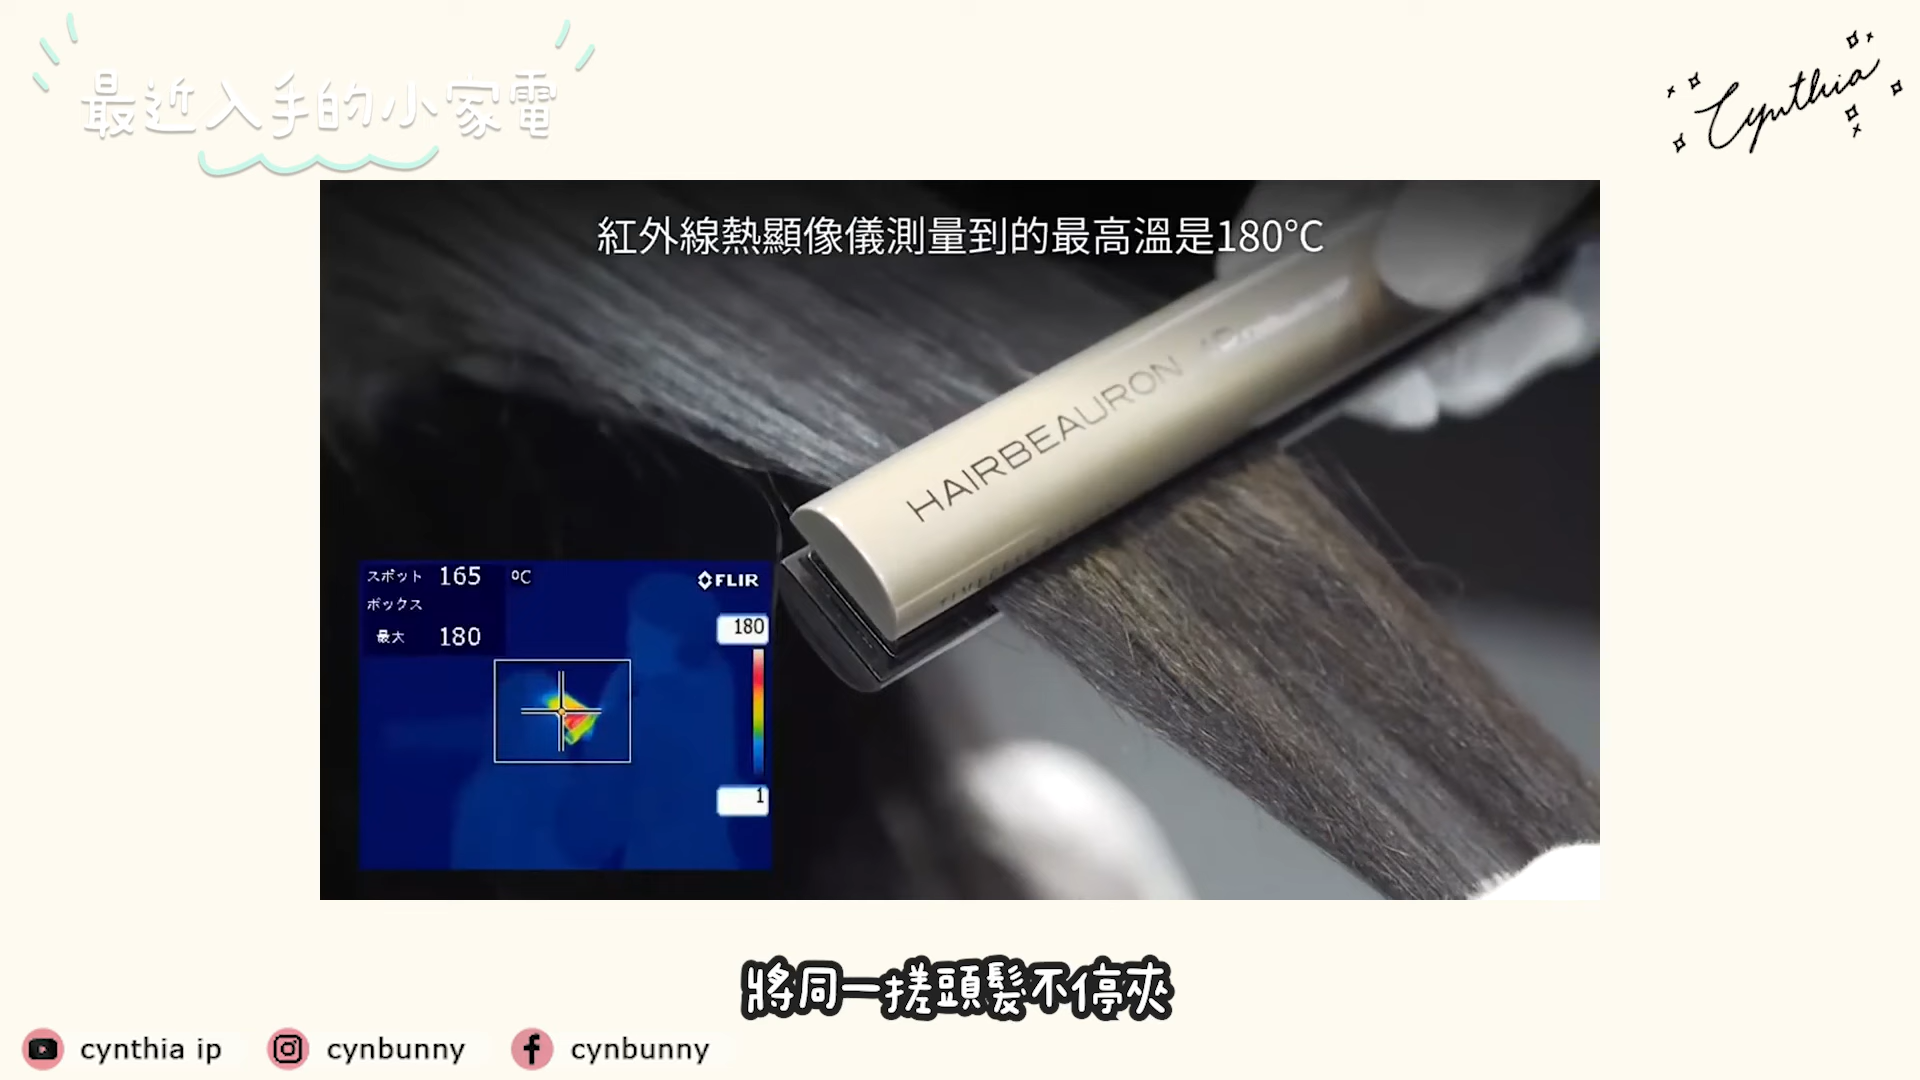 最近入手的小家電
Cynthia
紅外線熱顯像儀測量到的最高溫是180°C
HAIRBEAURON
スポット 165 °C
FLIR
ボックス
最大 180
180
1
將同一搓頭髮不停夾
cynthia ip
cynbunny
cynbunny